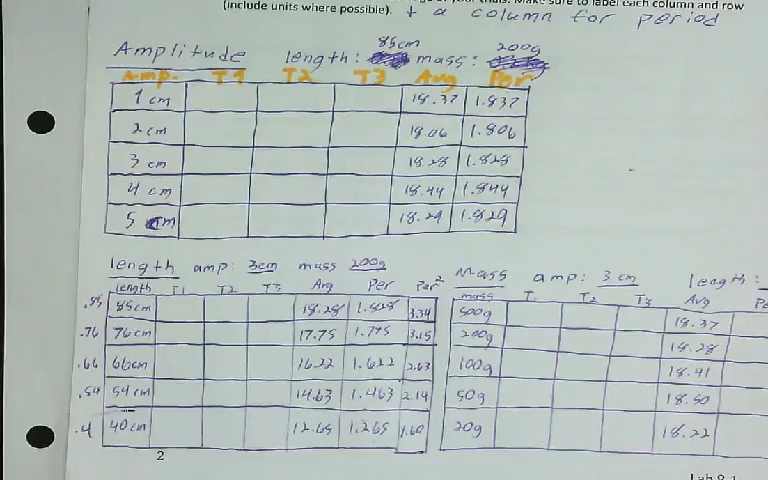 (include units where possible). + a column for period
85cm 200g
Amplitude length: mass:
Amp. T1 T2 T3 Avg Per
1 cm 18.37 1.837
2 cm 18.06 1.806
3 cm 18.28 1.828
4 cm 18.44 1.844
5 cm 18.29 1.829
length amp: 3cm mass 200g
length T1 T2 T3 Avg Per Per²
.85 85cm 18.28 1.828 3.34
.76 76cm 17.75 1.775 3.15
.66 66cm 16.22 1.622 2.63
.54 54cm 14.63 1.463 2.14
.4 40cm 12.65 1.265 1.60
Mass amp: 3cm length:
mass T1 T2 T3 Avg Pe
500g 18.37
200g 18.28
100g 18.41
50g 18.50
20g 18.22
2